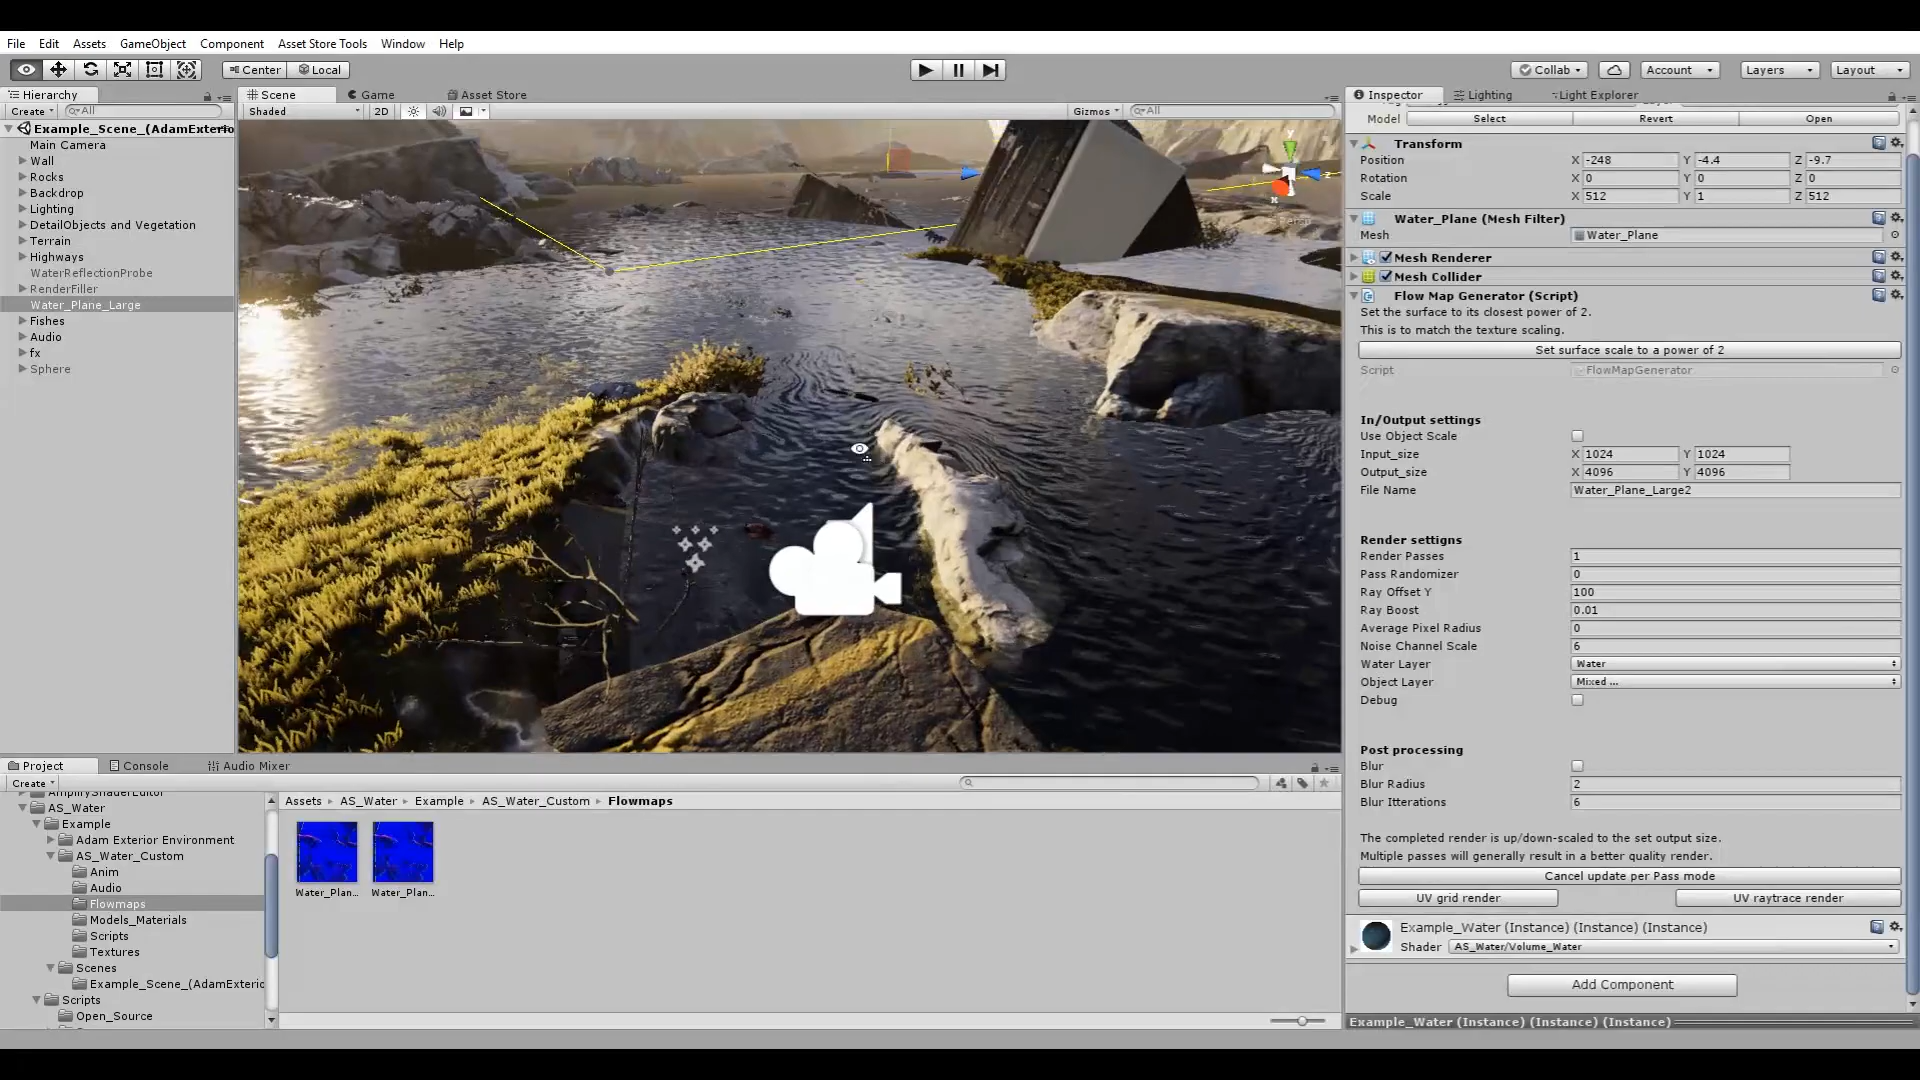 File Edit Assets GameObject Component Asset Store Tools Window Help
Center Local Collab Account Layers Layout
Hierarchy
Create All
Example_Scene_(AdamExterio
Main Camera
Wall
Rocks
Backdrop
Lighting
DetailObjects and Vegetation
Terrain
Highways
WaterReflectionProbe
RenderFiller
Water_Plane_Large
Fishes
Audio
fx
Sphere
Scene Game Asset Store
Shaded 2D Gizmos All
y
z
x
Inspector Lighting Light Explorer
Model Select Revert Open
Transform
Position X -248 Y -4.4 Z -9.7
Rotation X 0 Y 0 Z 0
Scale X 512 Y 1 Z 512
Water_Plane (Mesh Filter)
Mesh Water_Plane
Mesh Renderer
Mesh Collider
Flow Map Generator (Script)
Set the surface to its closest power of 2.
This is to match the texture scaling.
Set surface scale to a power of 2
Script FlowMapGenerator
In/Output settings
Use Object Scale
Input_size X 1024 Y 1024
Output_size X 4096 Y 4096
File Name Water_Plane_Large2
Render settigns
Render Passes 1
Pass Randomizer 0
Ray Offset Y 100
Ray Boost 0.01
Average Pixel Radius 0
Noise Channel Scale 6
Water Layer Water
Object Layer Mixed ...
Debug
Post processing
Blur
Blur Radius 2
Blur Itterations 6
The completed render is up/down-scaled to the set output size.
Multiple passes will generally result in a better quality render.
Cancel update per Pass mode
UV grid render UV raytrace render
Example_Water (Instance) (Instance) (Instance)
Shader AS_Water/Volume_Water
Add Component
Example_Water (Instance) (Instance) (Instance)
Project Console Audio Mixer
Create
AmplifyShaderEditor
AS_Water
Example
Adam Exterior Environment
AS_Water_Custom
Anim
Audio
Flowmaps
Models_Materials
Scripts
Textures
Scenes
Example_Scene_(AdamExterio
Scripts
Open_Source
Assets AS_Water Example AS_Water_Custom Flowmaps
Water_Plan... Water_Plan...